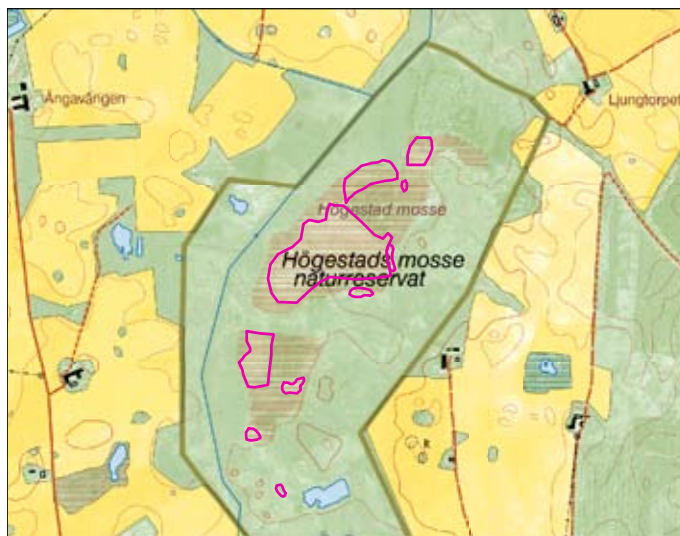 Ängavången
Ljungtorpet
Högestad mosse
Högestads mosse
naturreservat
R